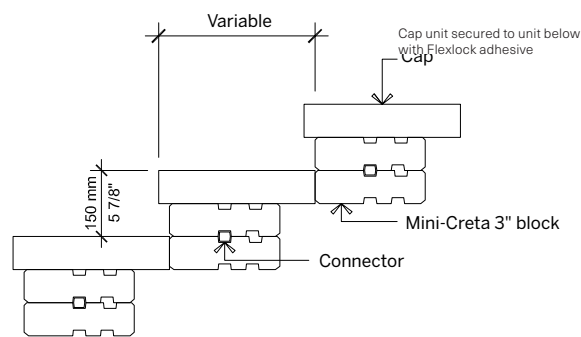 Variable
Cap unit secured to unit below
with Flexlock adhesive
Cap
150 mm
5 7/8"
Mini-Creta 3" block
Connector